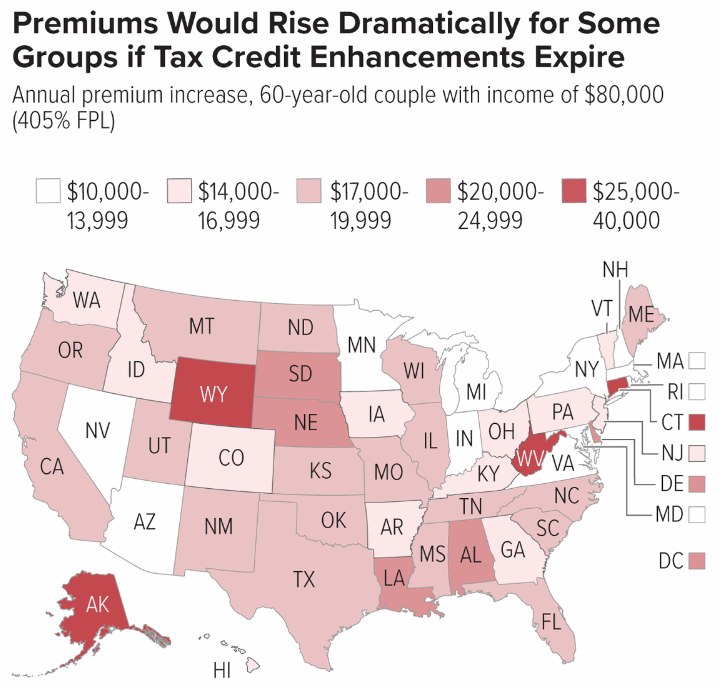 Premiums Would Rise Dramatically for Some
Groups if Tax Credit Enhancements Expire
Annual premium increase, 60-year-old couple with income of $80,000
(405% FPL)
$10,000-
13,999
$14,000-
16,999
$17,000-
19,999
$20,000-
24,999
$25,000-
40,000
NH
VT
ME
WA
MT
ND
MN
OR
ID
SD
WI
NY
MA
WY
MI
RI
IA
PA
CT
NE
NV
UT
CO
IL
IN
OH
NJ
WV
VA
DE
CA
KS
MO
KY
MD
AZ
NM
OK
AR
TN
NC
SC
DC
TX
LA
MS
AL
GA
AK
FL
HI